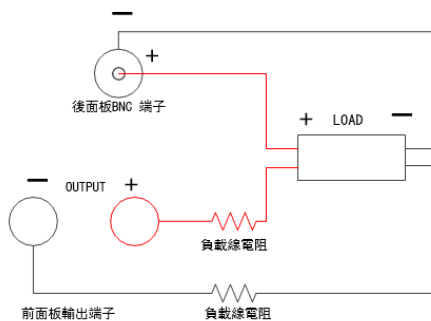 −
+
後面板BNC 端子
+ LOAD −
− OUTPUT +
負載線電阻
前面板輸出端子
負載線電阻